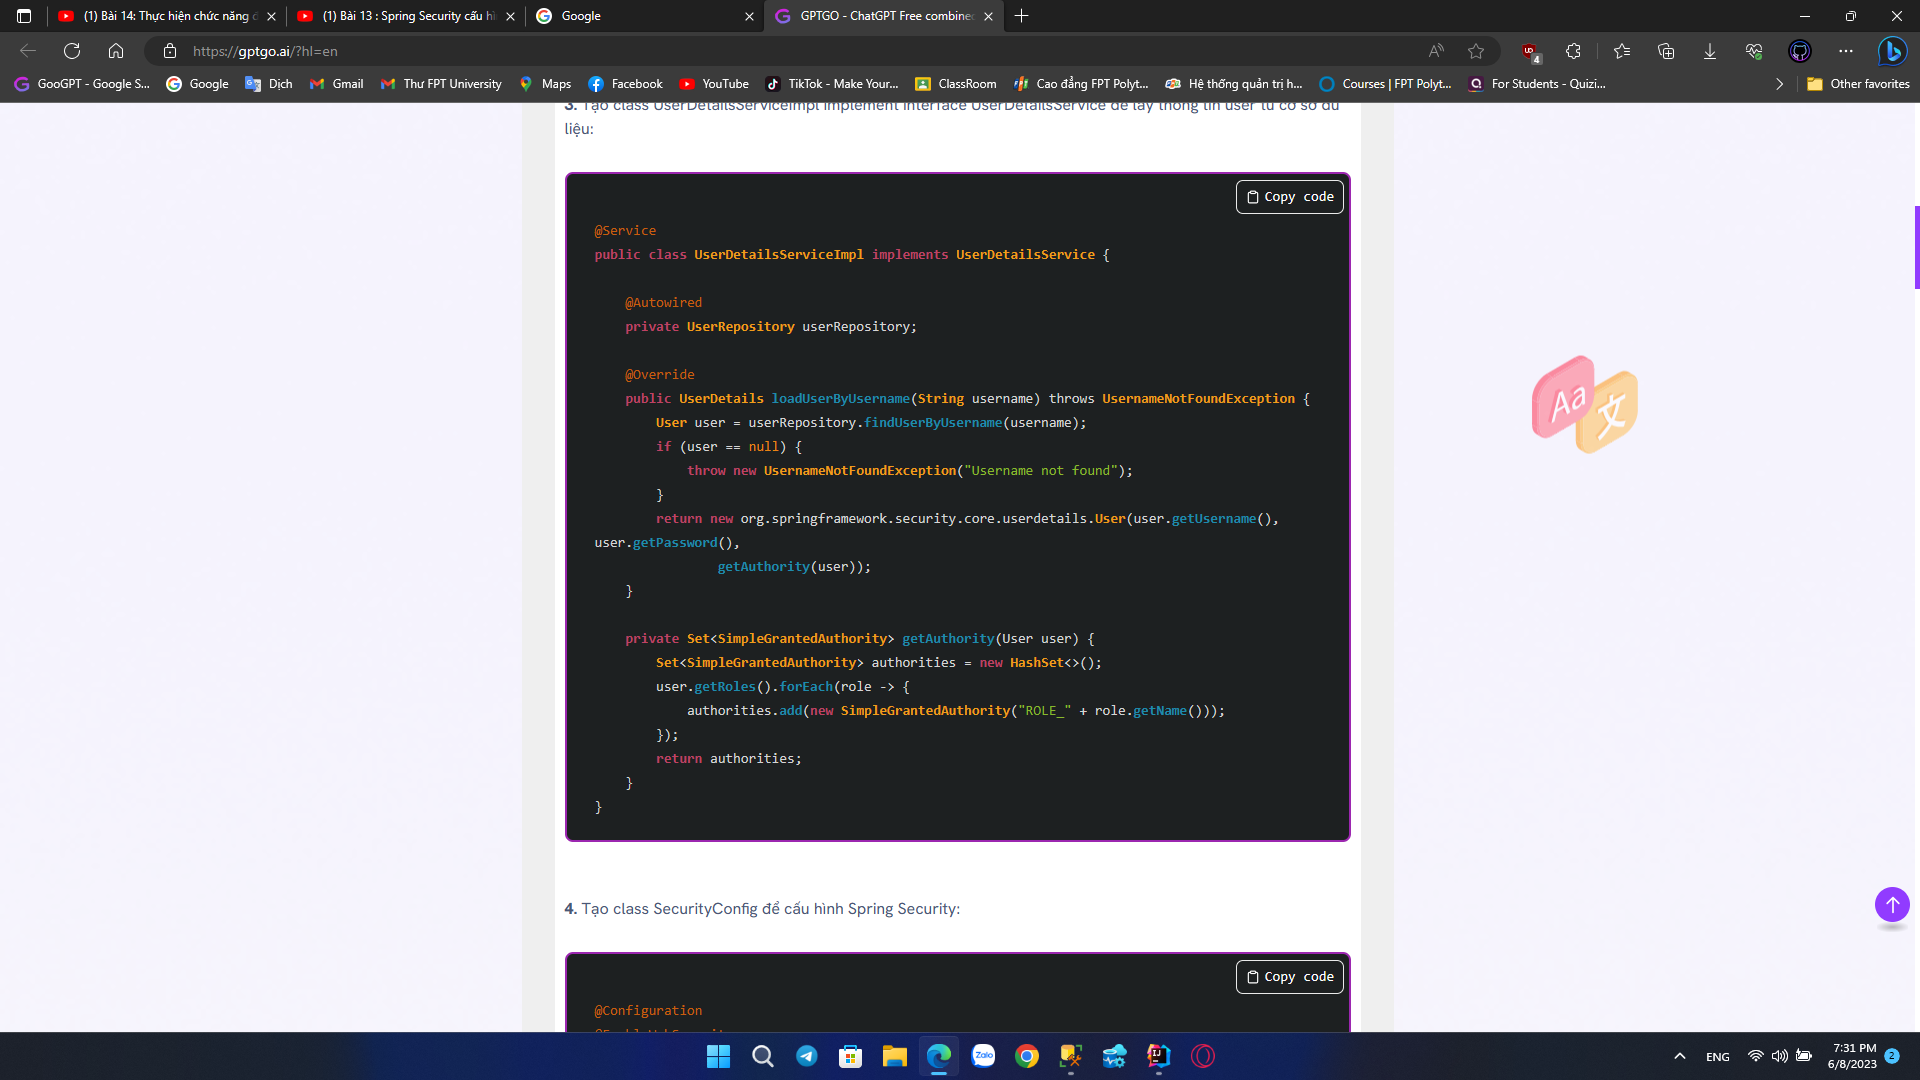 (1) Bài 14: Thực hiện chức năng
(1) Bài 13 : Spring Security cấu hì
Google
GPTGO - ChatGPT Free combined
https://gptgo.ai/?hl=en
4
GooGPT - Google S...
Google
Dịch
Gmail
Thư FPT University
Maps
Facebook
YouTube
TikTok - Make Your...
ClassRoom
Cao đẳng FPT Polyt...
Hệ thống quản trị h...
Courses | FPT Polyt...
For Students - Quizi...
Other favorites
3. Tạo class UserDetailsServiceImpl implement interface UserDetailsService để lấy thông tin user từ cơ sở dữ
liệu:
Copy code
@Service
public class UserDetailsServiceImpl implements UserDetailsService {
@Autowired
private UserRepository userRepository;
@Override
public UserDetails loadUserByUsername(String username) throws UsernameNotFoundException {
User user = userRepository.findUserByUsername(username);
if (user == null) {
throw new UsernameNotFoundException("Username not found");
}
return new org.springframework.security.core.userdetails.User(user.getUsername(),
user.getPassword(),
getAuthority(user));
}
private Set<SimpleGrantedAuthority> getAuthority(User user) {
Set<SimpleGrantedAuthority> authorities = new HashSet<>();
user.getRoles().forEach(role -> {
authorities.add(new SimpleGrantedAuthority("ROLE_" + role.getName()));
});
return authorities;
}
}
Aa
文
4. Tạo class SecurityConfig để cấu hình Spring Security:
Copy code
@Configuration
Zalo
ENG
7:31 PM
6/8/2023
2